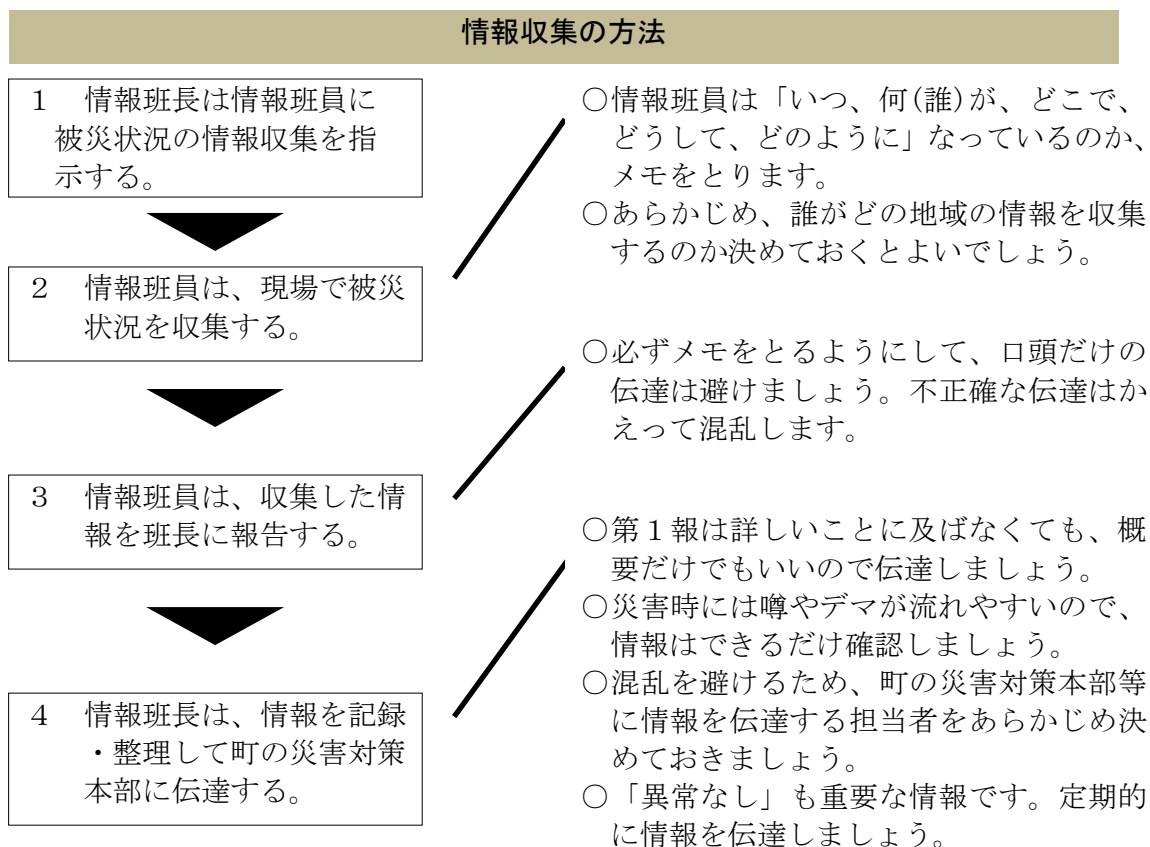 情報収集の方法
１　情報班長は情報班員に
被災状況の情報収集を指
示する。
○情報班員は「いつ、何(誰)が、どこで、
どうして、どのように」なっているのか、
メモをとります。
○あらかじめ、誰がどの地域の情報を収集
するのか決めておくとよいでしょう。
２　情報班員は、現場で被災
状況を収集する。
○必ずメモをとるようにして、口頭だけの
伝達は避けましょう。不正確な伝達はか
えって混乱します。
３　情報班員は、収集した情
報を班長に報告する。
○第１報は詳しいことに及ばなくても、概
要だけでもいいので伝達しましょう。
○災害時には噂やデマが流れやすいので、
情報はできるだけ確認しましょう。
○混乱を避けるため、町の災害対策本部等
に情報を伝達する担当者をあらかじめ決
めておきましょう。
○「異常なし」も重要な情報です。定期的
に情報を伝達しましょう。
４　情報班長は、情報を記録
・整理して町の災害対策
本部に伝達する。